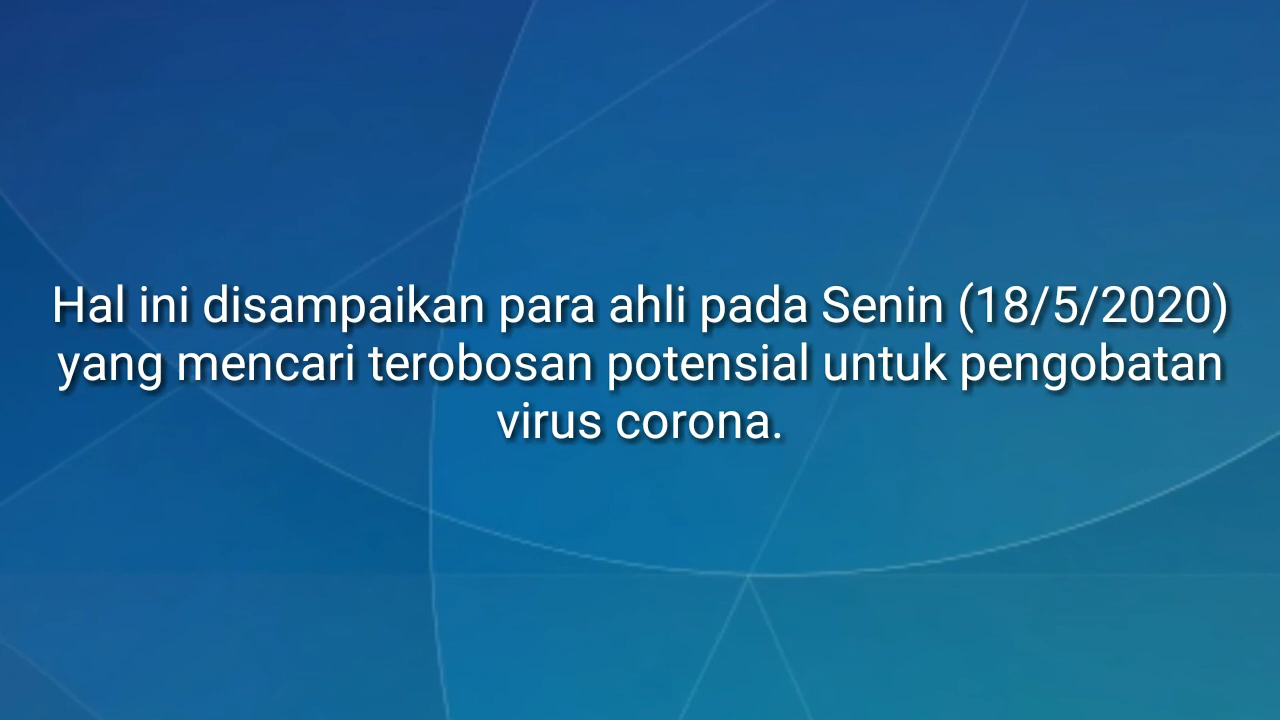 Hal ini disampaikan para ahli pada Senin (18/5/2020)
yang mencari terobosan potensial untuk pengobatan
virus corona.